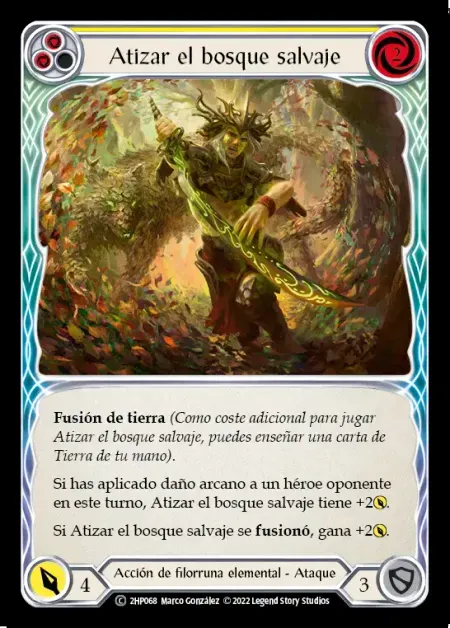 2
Atizar el bosque salvaje
Fusión de tierra (Como coste adicional para jugar
Atizar el bosque salvaje, puedes enseñar una carta de
Tierra de tu mano).
Si has aplicado daño arcano a un héroe oponente
en este turno, Atizar el bosque salvaje tiene +2.
Si Atizar el bosque salvaje se fusionó, gana +2.
4
Acción de filorruna elemental - Ataque
3
C 2HP068 Marco González ©2022 Legend Story Studios